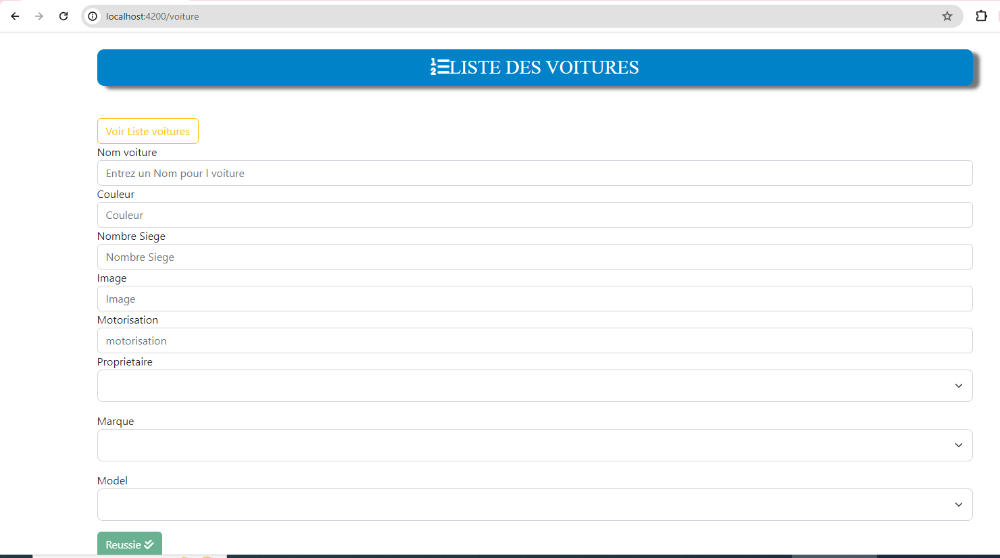 localhost:4200/voiture
LISTE DES VOITURES
Voir Liste voitures
Nom voiture
Entrez un Nom pour l voiture
Couleur
Couleur
Nombre Siege
Nombre Siege
Image
Image
Motorisation
motorisation
Proprietaire
Marque
Model
Reussie